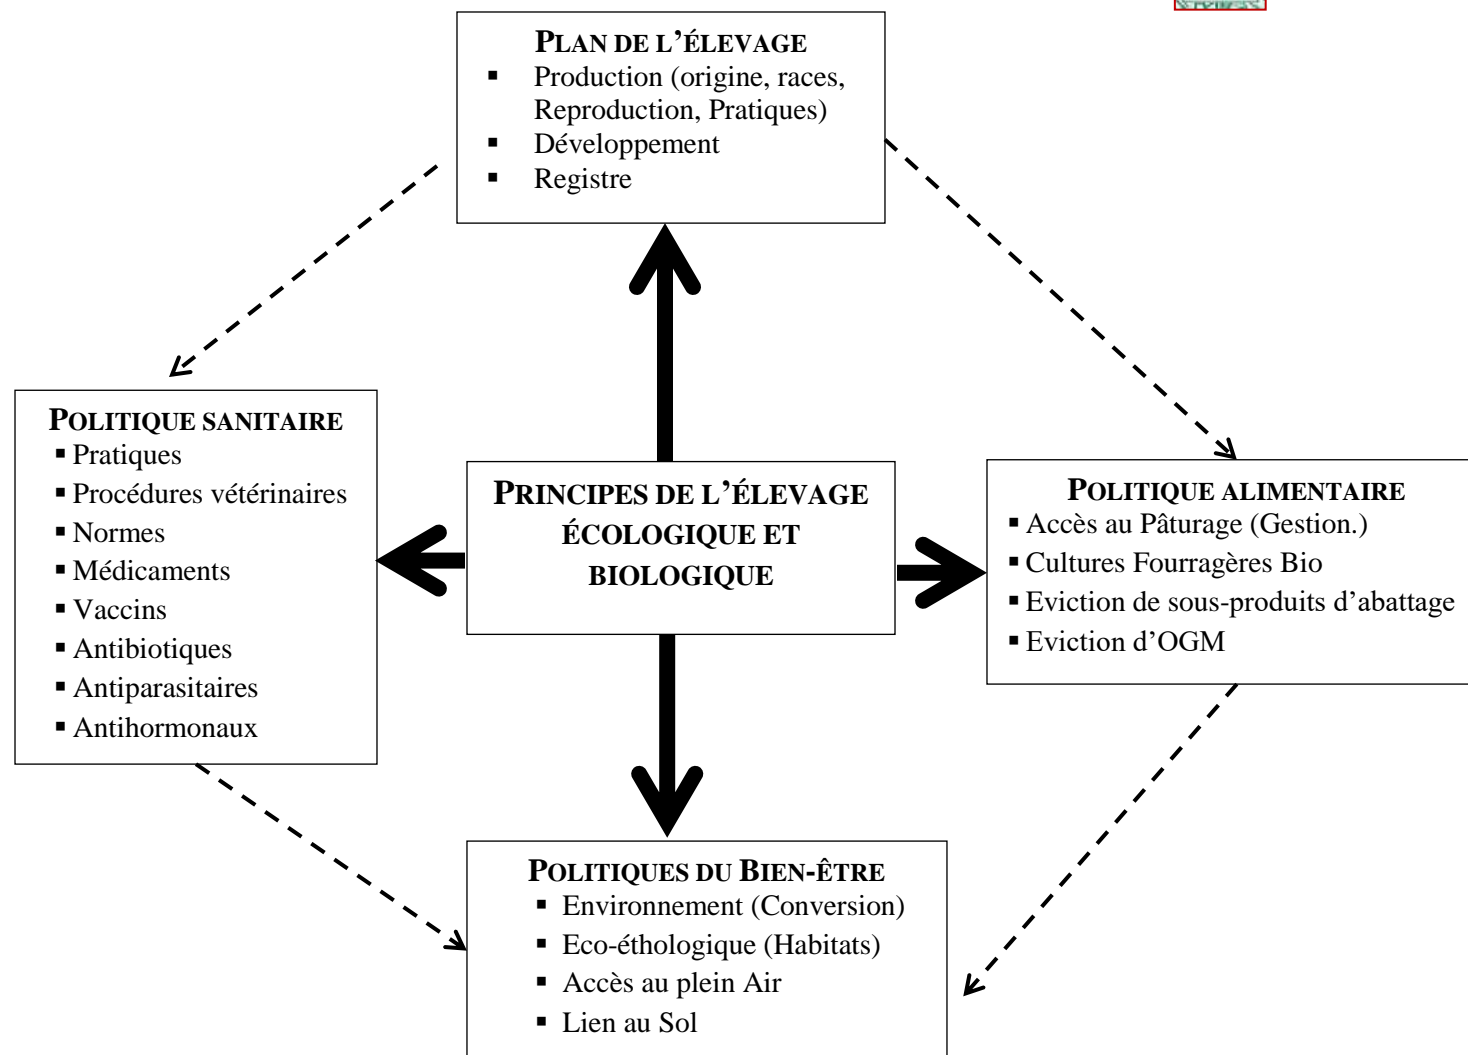 PLAN DE L’ÉLEVAGE
▪ Production (origine, races,
Reproduction, Pratiques)
▪ Développement
▪ Registre
POLITIQUE SANITAIRE
▪ Pratiques
▪ Procédures vétérinaires
▪ Normes
▪ Médicaments
▪ Vaccins
▪ Antibiotiques
▪ Antiparasitaires
▪ Antihormonaux
PRINCIPES DE L’ÉLEVAGE
ÉCOLOGIQUE ET
BIOLOGIQUE
POLITIQUE ALIMENTAIRE
▪ Accès au Pâturage (Gestion.)
▪ Cultures Fourragères Bio
▪ Eviction de sous-produits d’abattage
▪ Eviction d’OGM
POLITIQUES DU BIEN-ÊTRE
▪ Environnement (Conversion)
▪ Eco-éthologique (Habitats)
▪ Accès au plein Air
▪ Lien au Sol